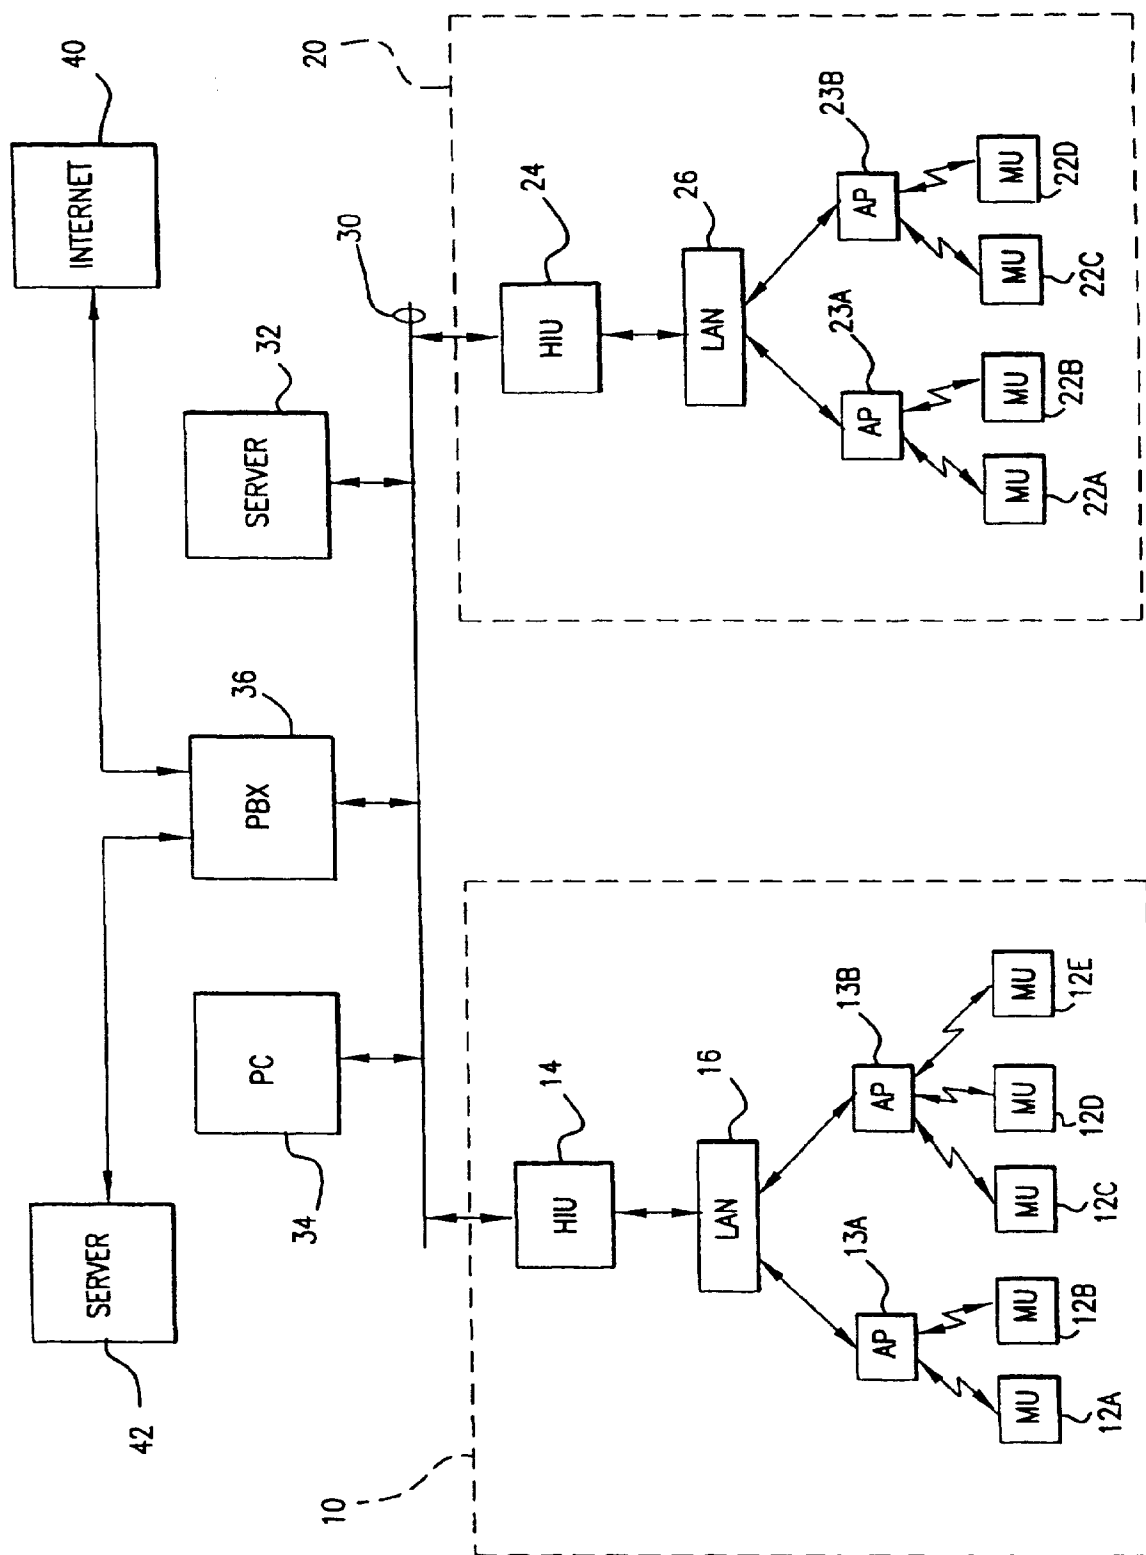 42
SERVER
INTERNET
40
PC
34
PBX
36
SERVER
32
30
10
HIU
14
LAN
16
AP
13A
AP
13B
MU
12A
MU
12B
MU
12C
MU
12D
MU
12E
20
HIU
24
LAN
26
AP
23A
AP
23B
MU
22A
MU
22B
MU
22C
MU
22D